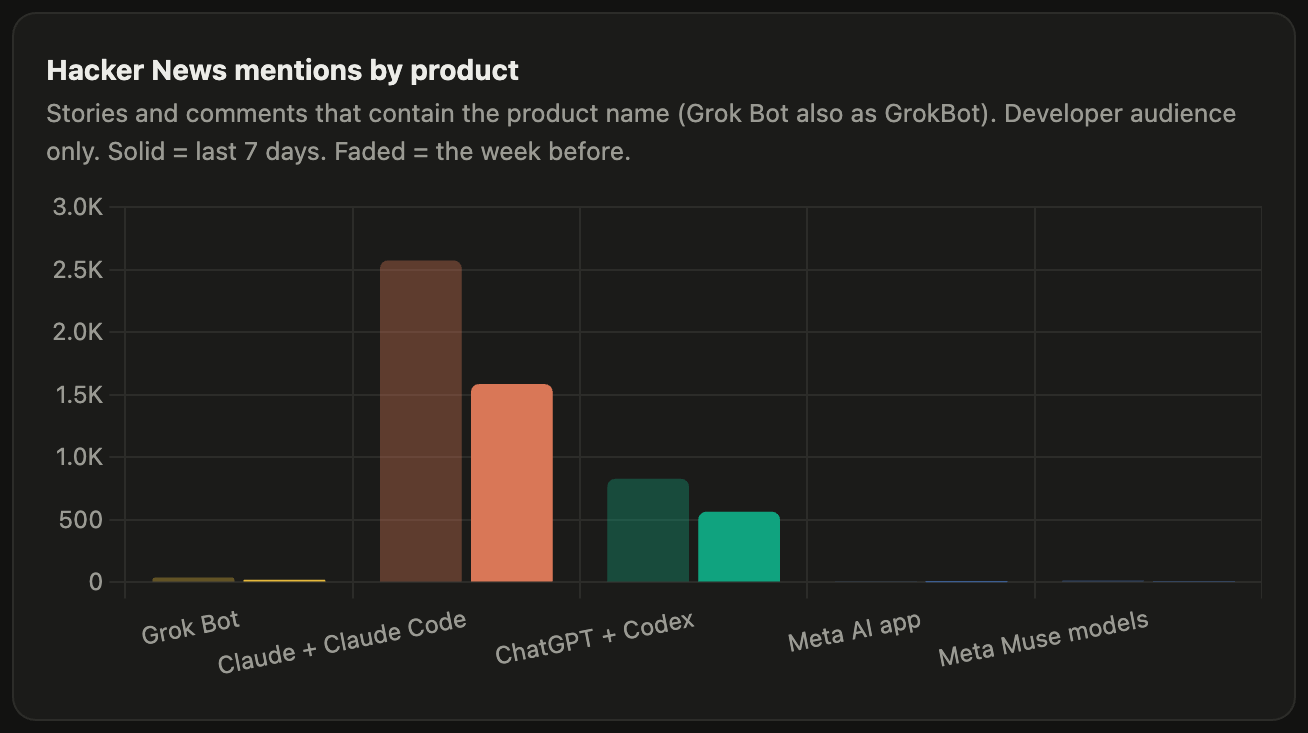 Hacker News mentions by product
Stories and comments that contain the product name (Grok Bot also as GrokBot). Developer audience
only. Solid = last 7 days. Faded = the week before.
3.0K
2.5K
2.0K
1.5K
1.0K
500
0
Grok Bot
Claude + Claude Code
ChatGPT + Codex
Meta AI app
Meta Muse models